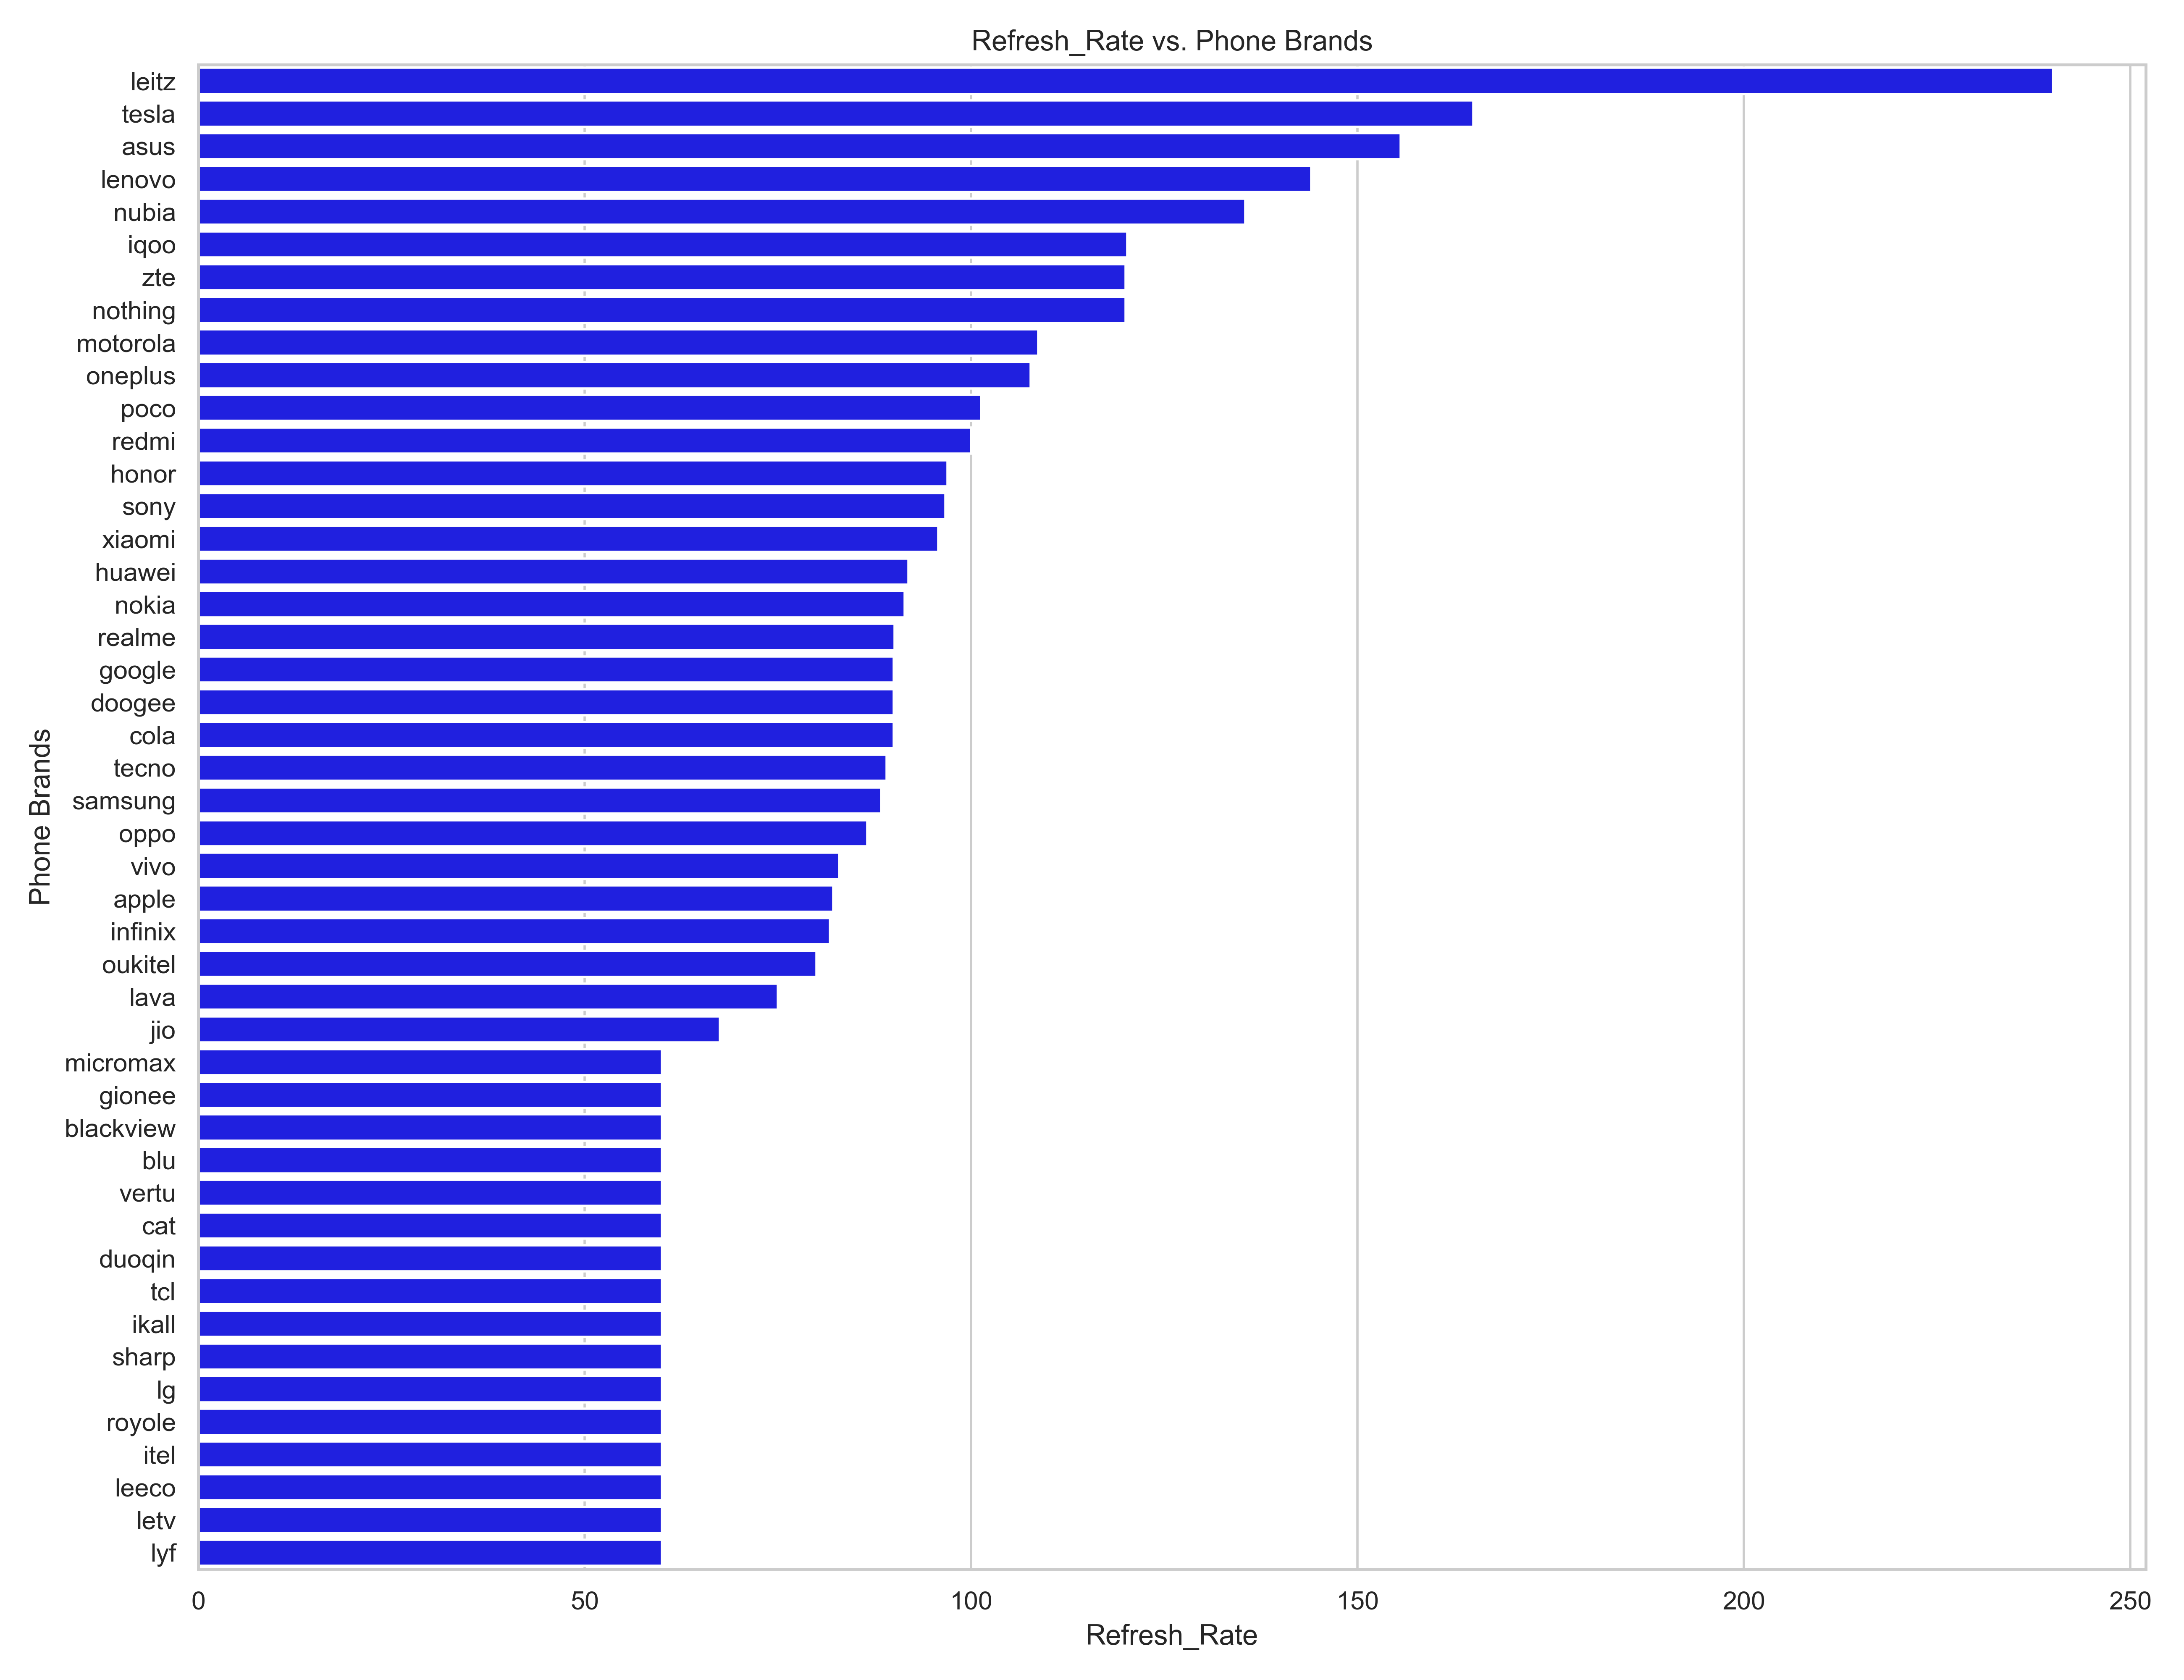 Refresh_Rate vs. Phone Brands
leitz
tesla
asus
lenovo
nubia
iqoo
zte
nothing
motorola
oneplus
poco
redmi
honor
sony
xiaomi
huawei
nokia
realme
google
doogee
cola
tecno
samsung
oppo
vivo
apple
infinix
oukitel
lava
jio
micromax
gionee
blackview
blu
vertu
cat
duoqin
tcl
ikall
sharp
lg
royole
itel
leeco
letv
lyf
Phone Brands
0 50 100 150 200 250
Refresh_Rate